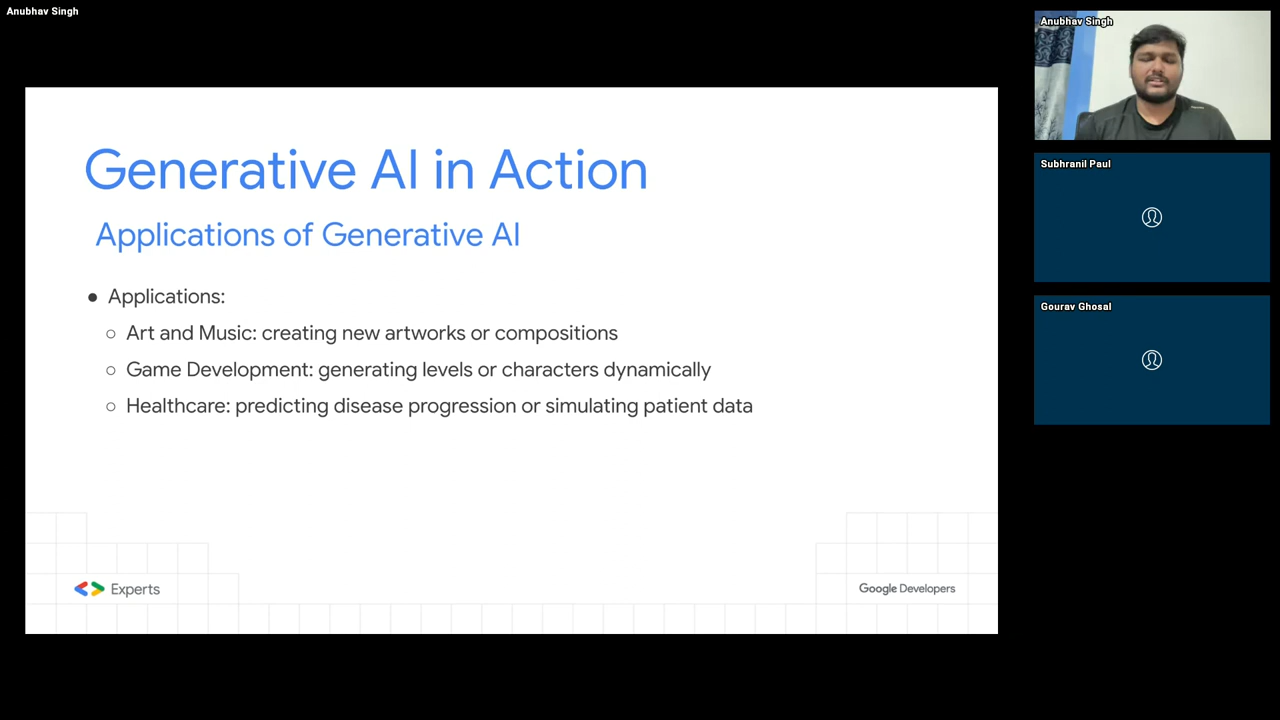 Anubhav Singh
Generative AI in Action
Applications of Generative AI
● Applications:
○ Art and Music: creating new artworks or compositions
○ Game Development: generating levels or characters dynamically
○ Healthcare: predicting disease progression or simulating patient data
Experts
Google Developers
Anubhav Singh
Subhranil Paul
Gourav Ghosal